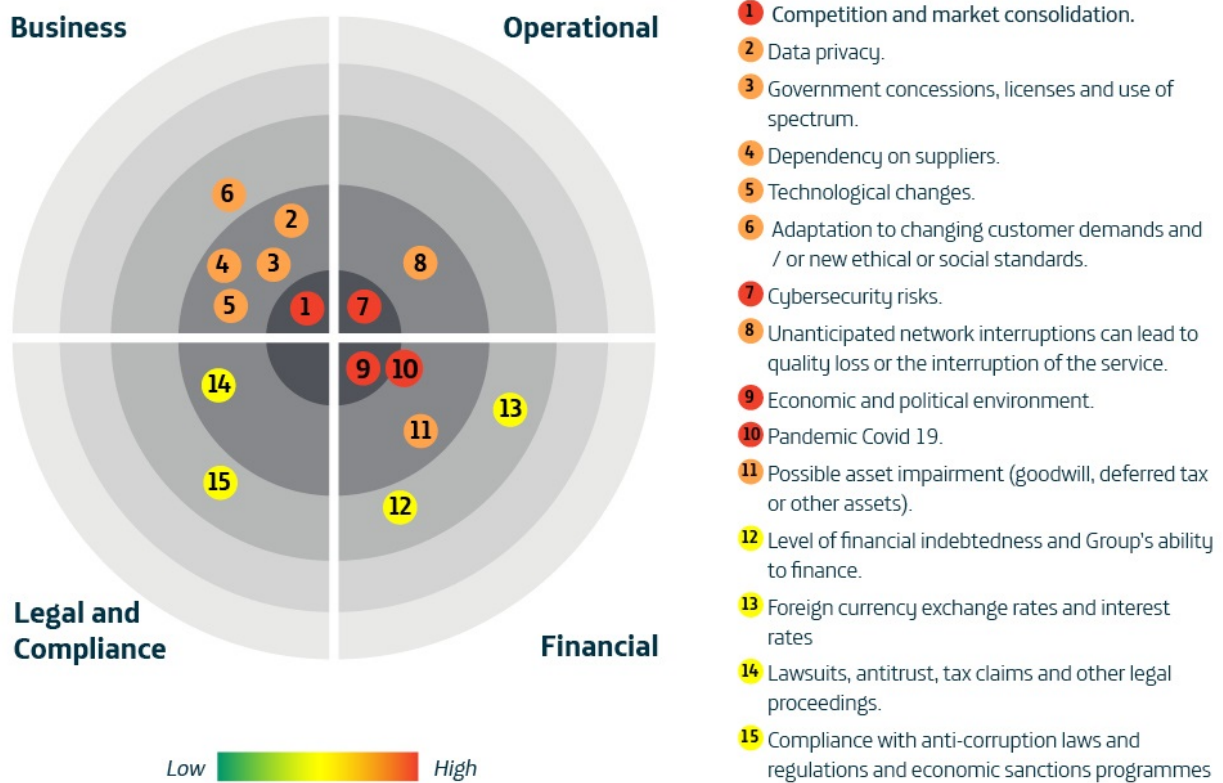 Business
Operational
6
2
4
3
8
5
1
7
9
10
14
13
11
15
12
Legal and
Compliance
Financial
Low
High
1 Competition and market consolidation.
2 Data privacy.
3 Government concessions, licenses and use of
spectrum.
4 Dependency on suppliers.
5 Technological changes.
6 Adaptation to changing customer demands and
/ or new ethical or social standards.
7 Cybersecurity risks.
8 Unanticipated network interruptions can lead to
quality loss or the interruption of the service.
9 Economic and political environment.
10 Pandemic Covid 19.
11 Possible asset impairment (goodwill, deferred tax
or other assets).
12 Level of financial indebtedness and Group's ability
to finance.
13 Foreign currency exchange rates and interest
rates
14 Lawsuits, antitrust, tax claims and other legal
proceedings.
15 Compliance with anti-corruption laws and
regulations and economic sanctions programmes